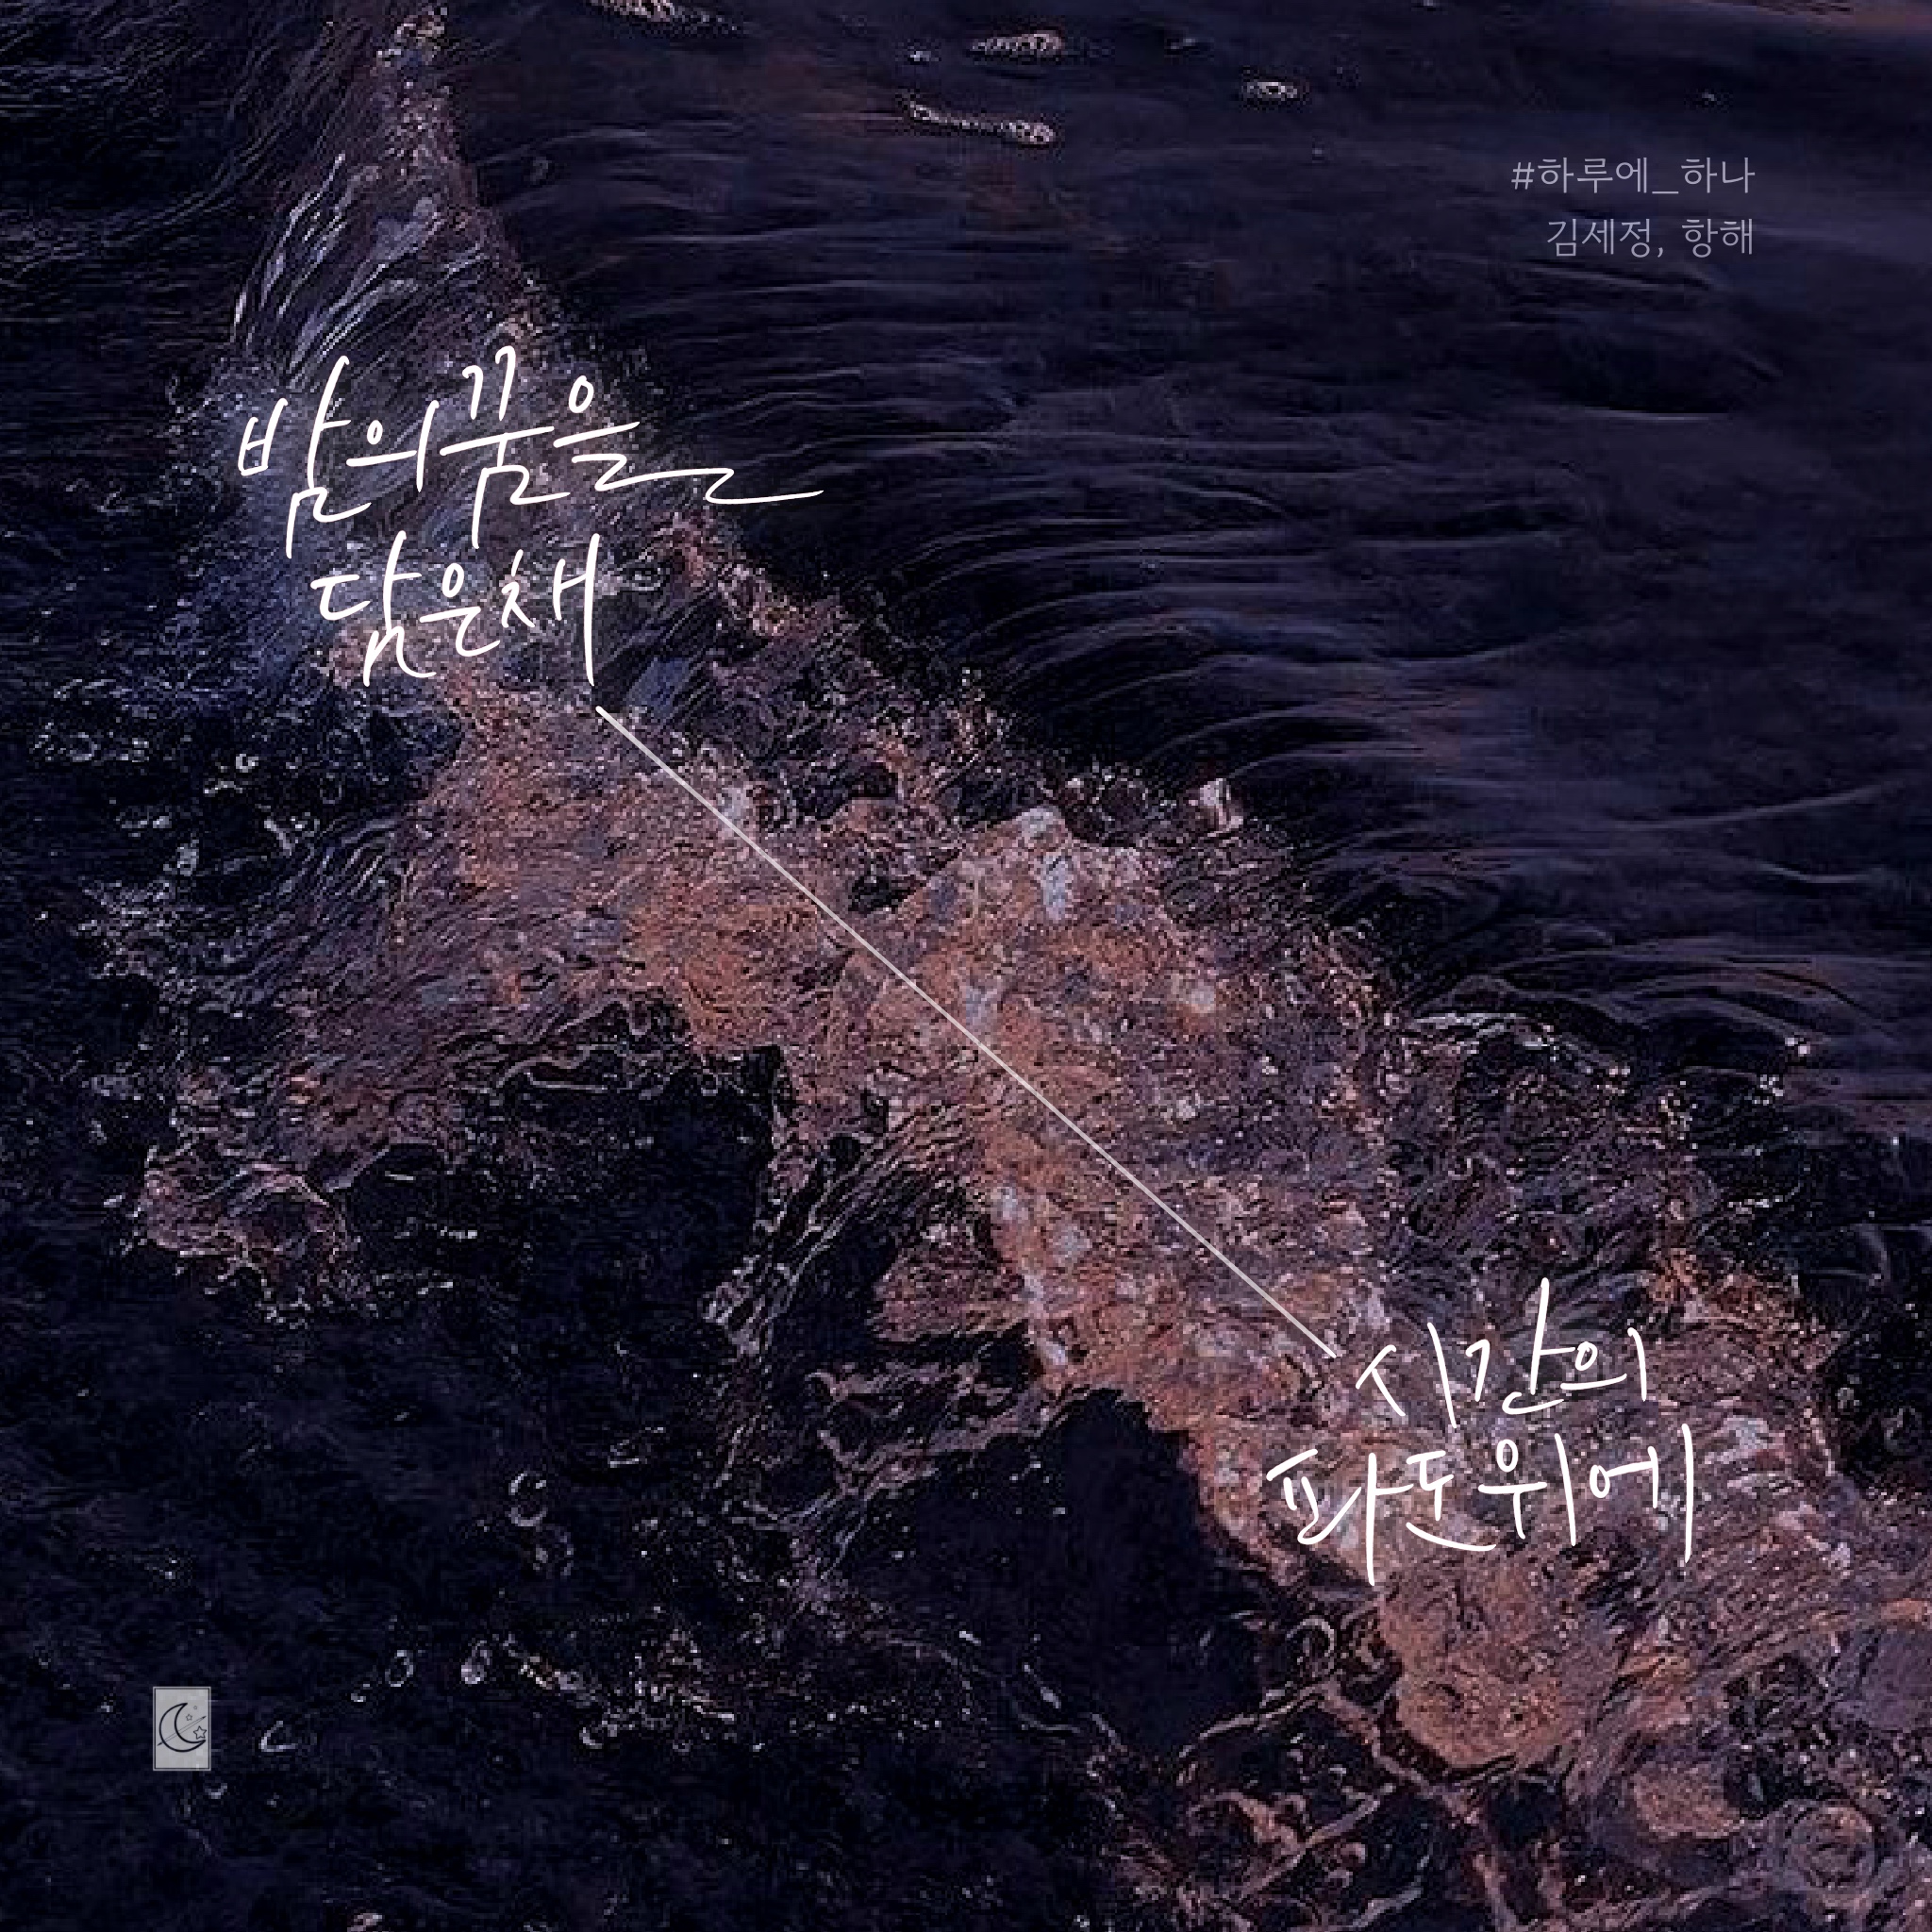 #하루에_하나
김세정, 항해
밤의 꿈을
담은 채
시간의
파도 위에